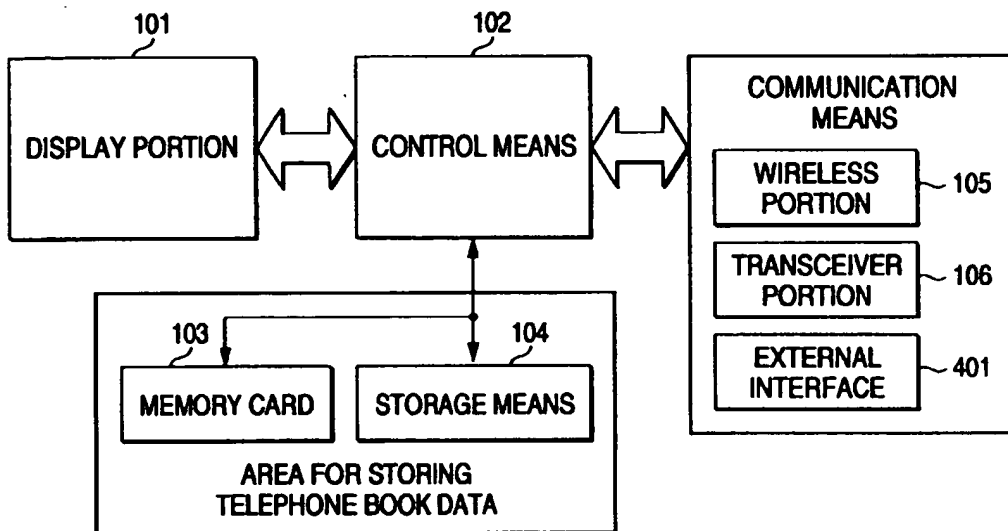 101
102
DISPLAY PORTION
CONTROL MEANS
COMMUNICATION
MEANS
WIRELESS
PORTION
105
TRANSCEIVER
PORTION
106
EXTERNAL
INTERFACE
401
103
104
MEMORY CARD
STORAGE MEANS
AREA FOR STORING
TELEPHONE BOOK DATA